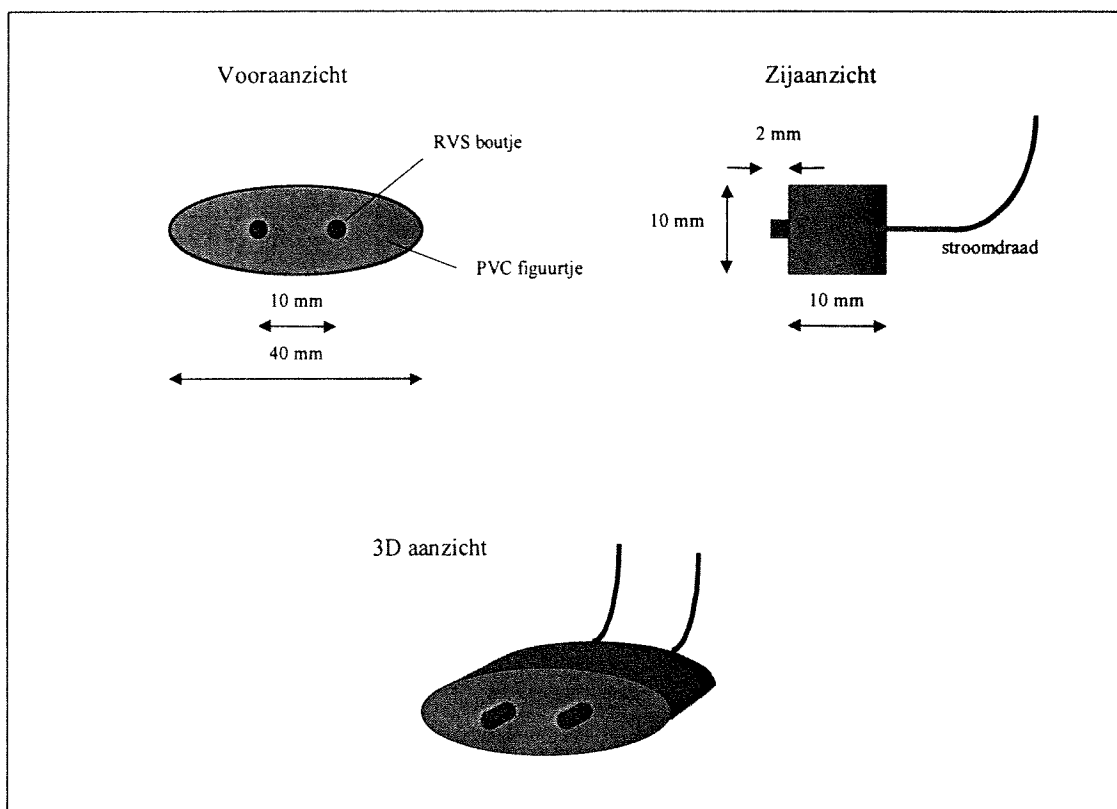 Vooraanzicht
RVS boutje
PVC figuurtje
10 mm
40 mm
Zijaanzicht
2 mm
10 mm
stroomdraad
10 mm
3D aanzicht